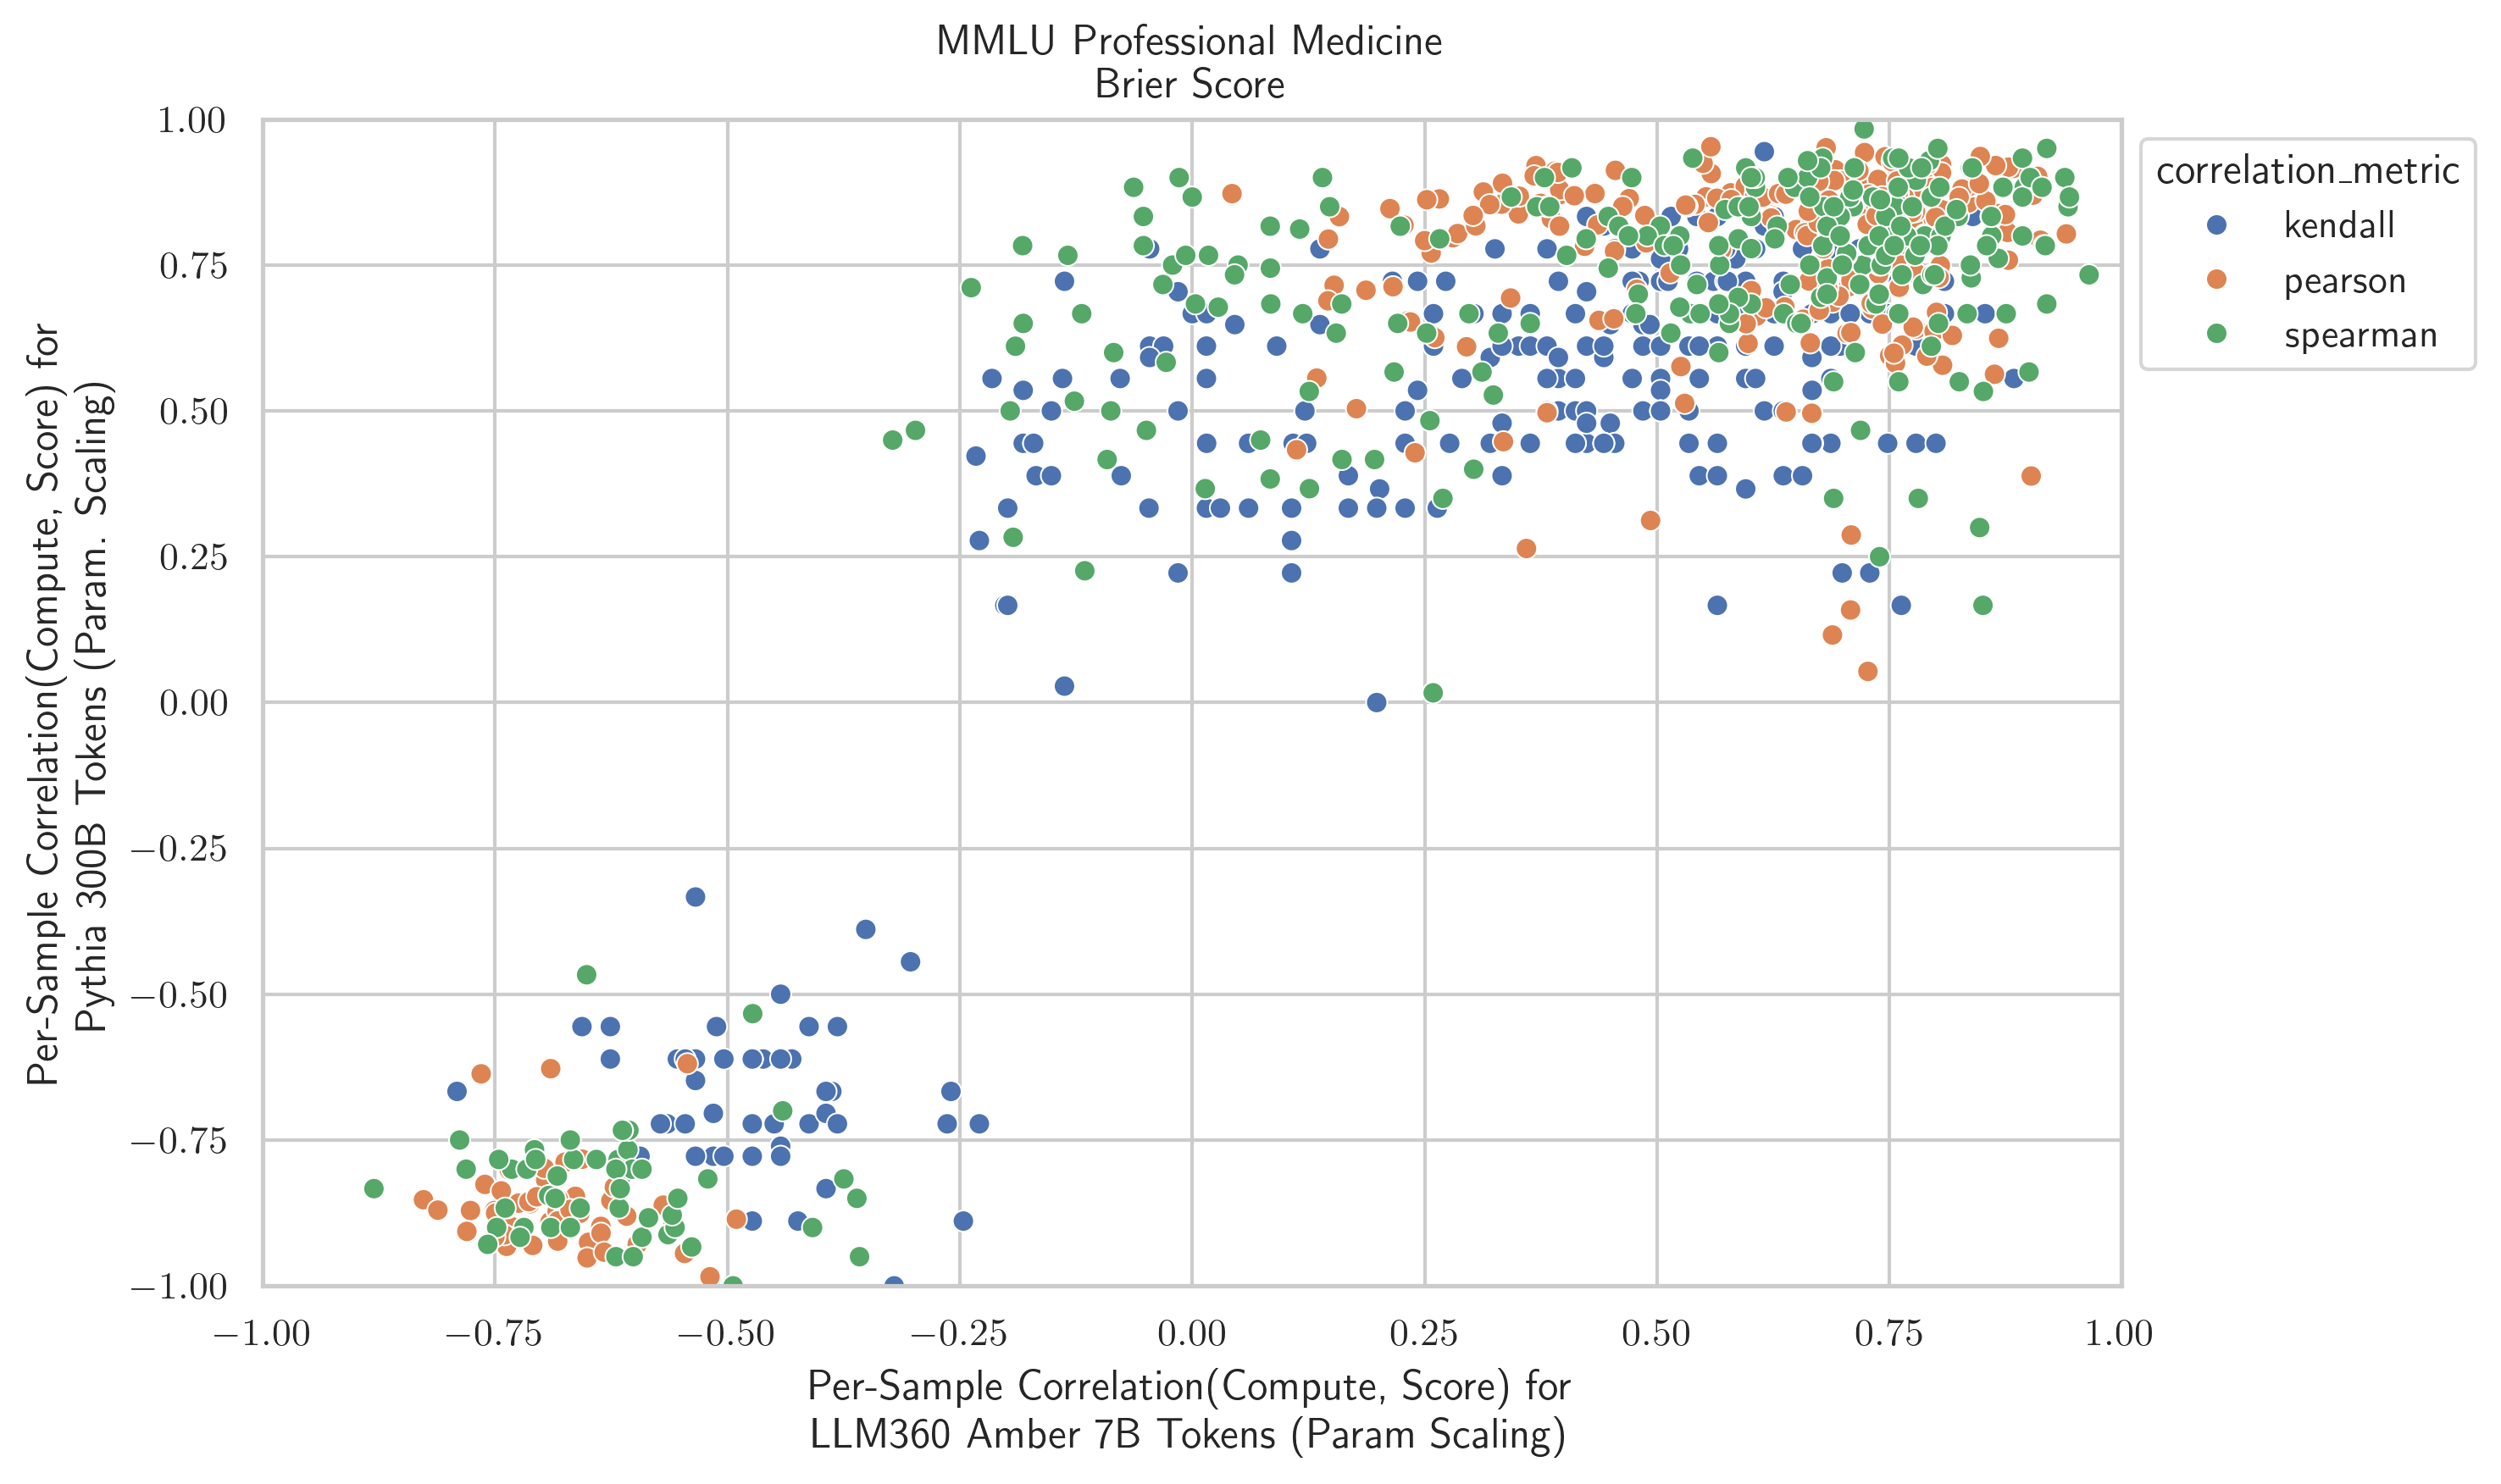 MMLU Professional Medicine
Brier Score
Per-Sample Correlation(Compute, Score) for
Pythia 300B Tokens (Param. Scaling)
1.00
0.75
0.50
0.25
0.00
−0.25
−0.50
−0.75
−1.00
−1.00
−0.75
−0.50
−0.25
0.00
0.25
0.50
0.75
1.00
Per-Sample Correlation(Compute, Score) for
LLM360 Amber 7B Tokens (Param Scaling)
correlation_metric
kendall
pearson
spearman